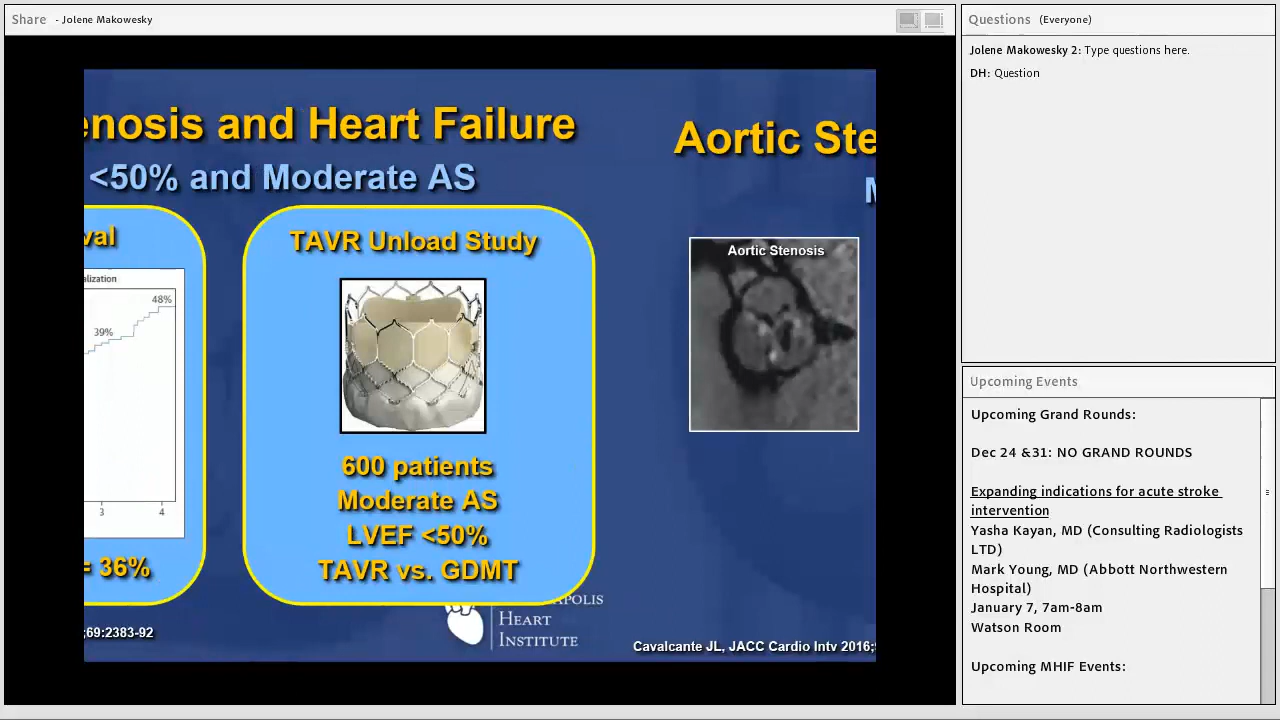 Share - Jolene Makowesky
enosis and Heart Failure
<50% and Moderate AS
val
alization
48%
39%
3 4
= 36%
;69:2383-92
TAVR Unload Study
600 patients
Moderate AS
LVEF <50%
TAVR vs. GDMT
APOLIS
HEART
INSTITUTE
Aortic Ste
Aortic Stenosis
Cavalcante JL, JACC Cardio Intv 2016;
Questions (Everyone)
Jolene Makowesky 2: Type questions here.
DH: Question
Upcoming Events
Upcoming Grand Rounds:
Dec 24 &31: NO GRAND ROUNDS
Expanding indications for acute stroke
intervention
Yasha Kayan, MD (Consulting Radiologists
LTD)
Mark Young, MD (Abbott Northwestern
Hospital)
January 7, 7am-8am
Watson Room
Upcoming MHIF Events: